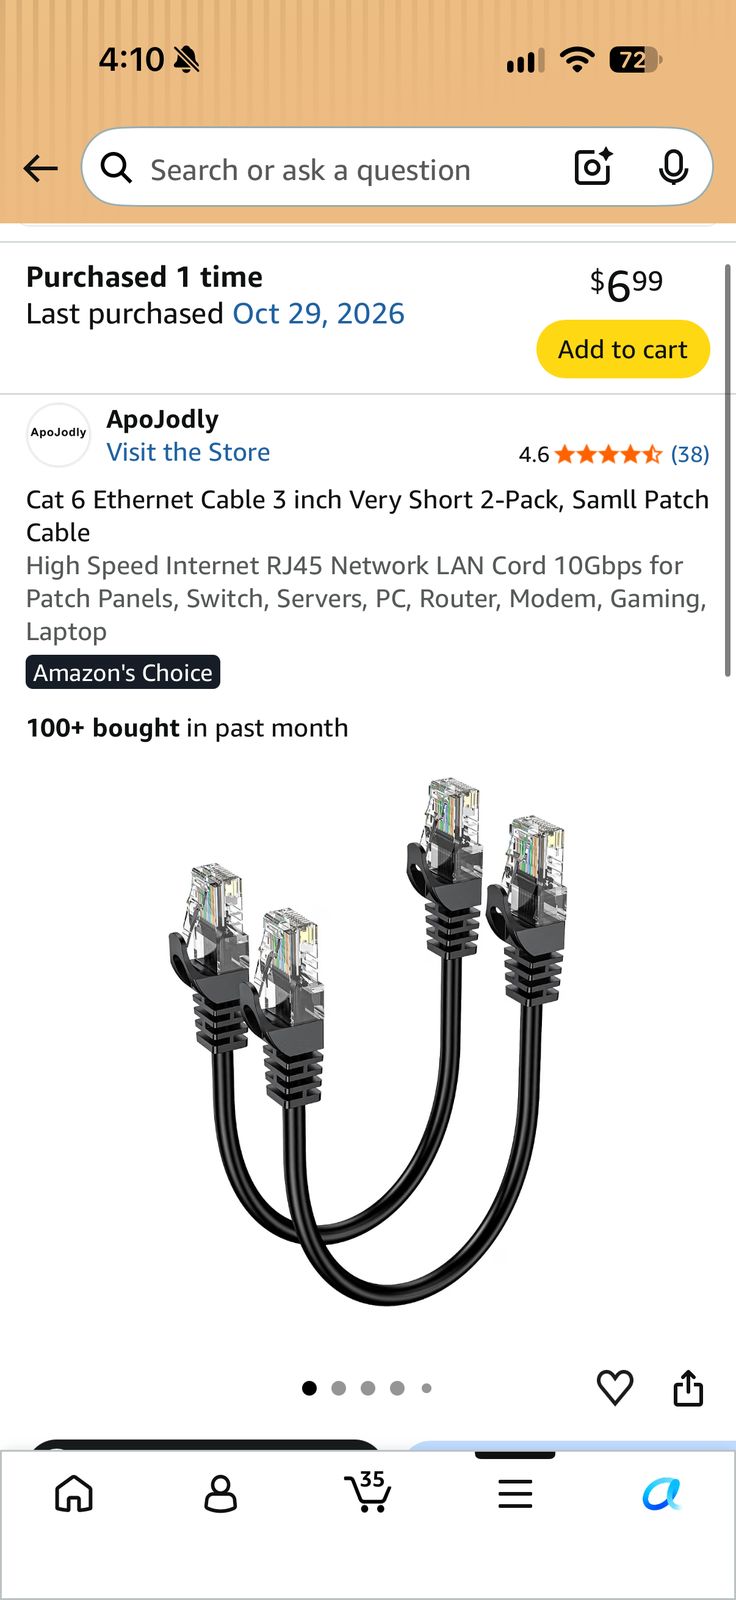 4:10
72
Search or ask a question
Purchased 1 time
$6.99
Last purchased Oct 29, 2026
Add to cart
ApoJodly
ApoJodly
Visit the Store
4.6 (38)
Cat 6 Ethernet Cable 3 inch Very Short 2-Pack, Samll Patch
Cable
High Speed Internet RJ45 Network LAN Cord 10Gbps for
Patch Panels, Switch, Servers, PC, Router, Modem, Gaming,
Laptop
Amazon's Choice
100+ bought in past month
35